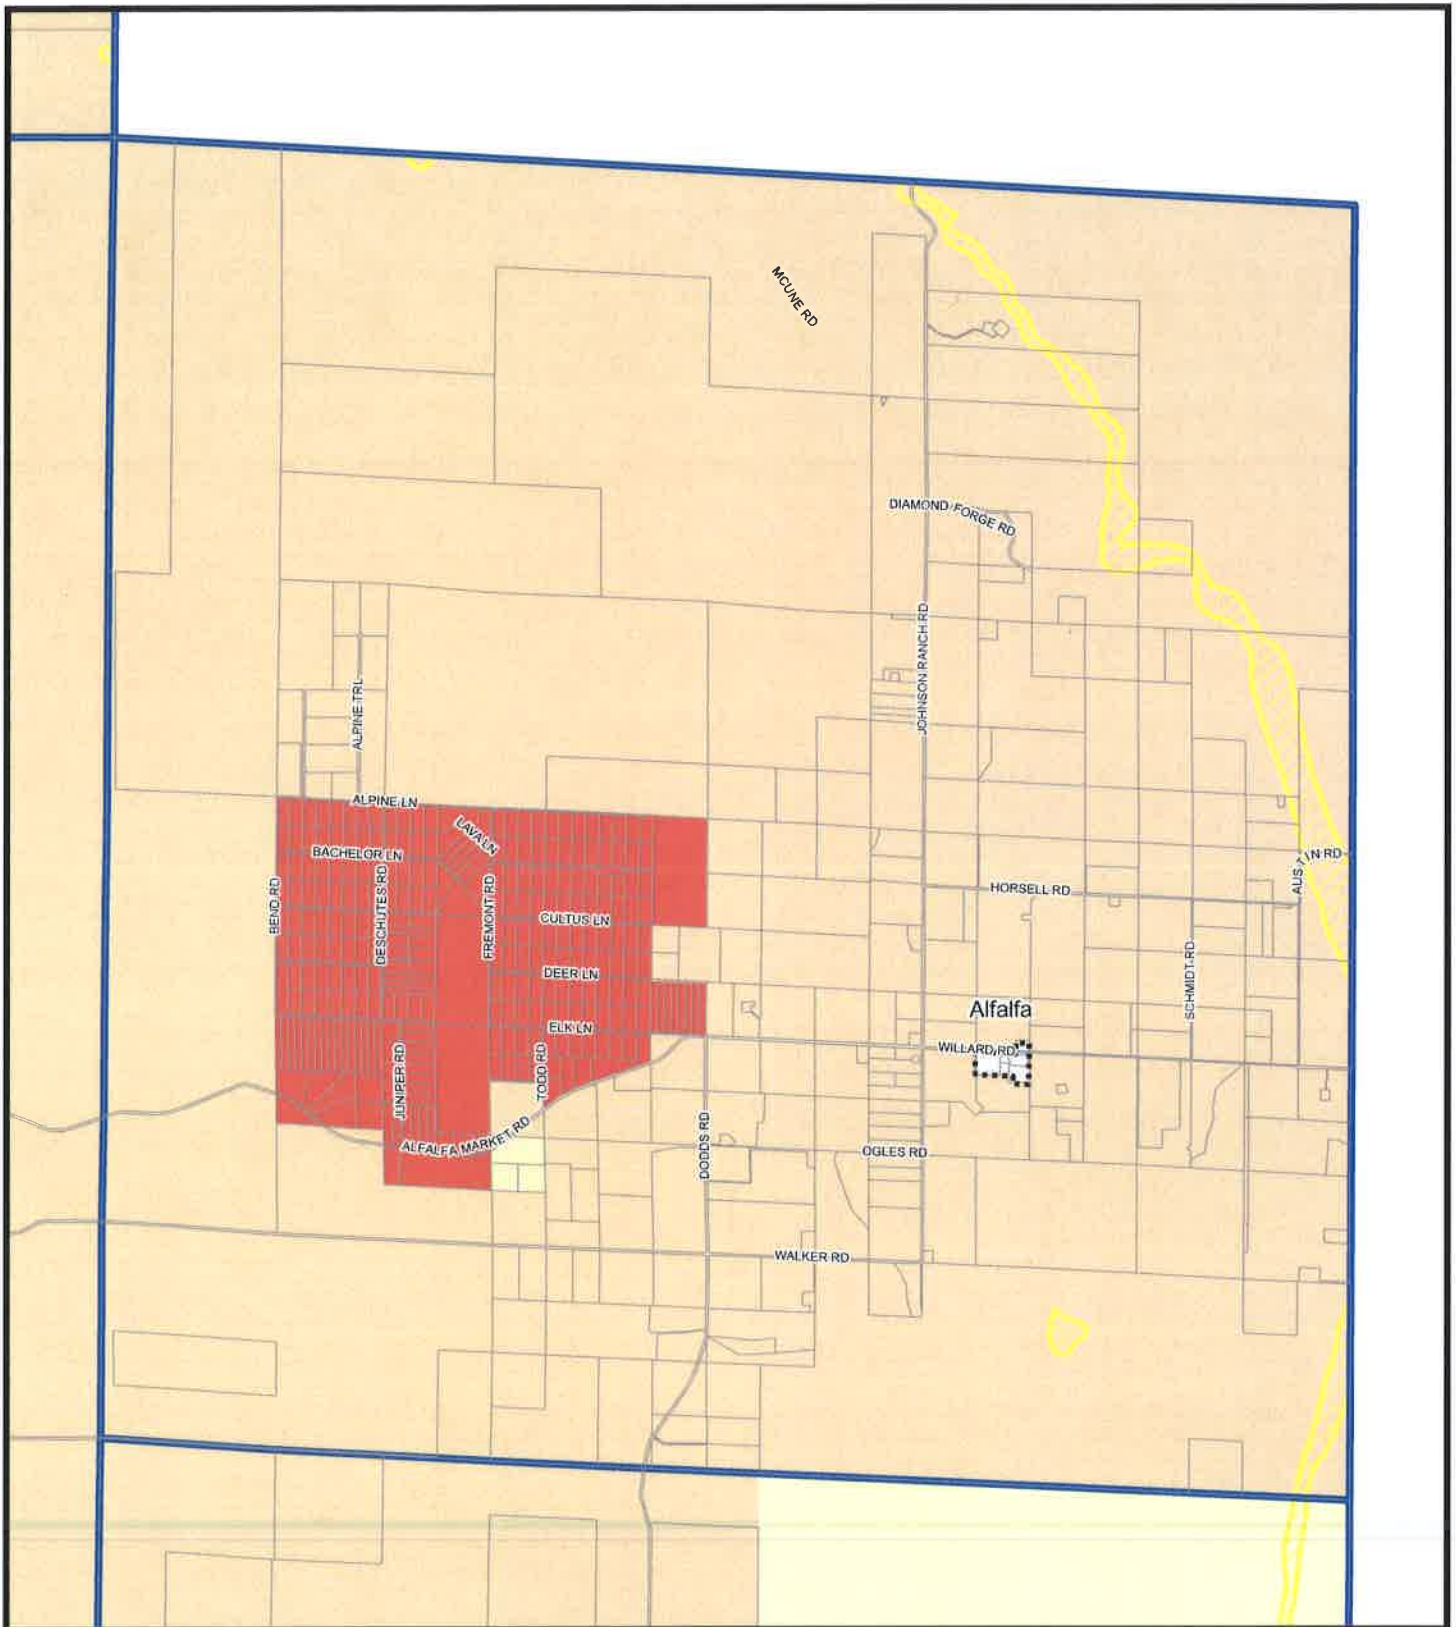 MCUNE RD
DIAMOND FORGE RD
JOHNSON RANCH RD
ALPINE TRL
ALPINE LN
LAVA LN
BACHELOR LN
BEND RD
DESCHUTES RD
FREMONT RD
CULTUS LN
DEER LN
ELK LN
TODD RD
JUNIPER RD
ALFALFA MARKET RD
HORSELL RD
AUSTIN RD
SCHMIDT RD
Alfalfa
WILLARD RD
DODDS RD
OGLES RD
WALKER RD